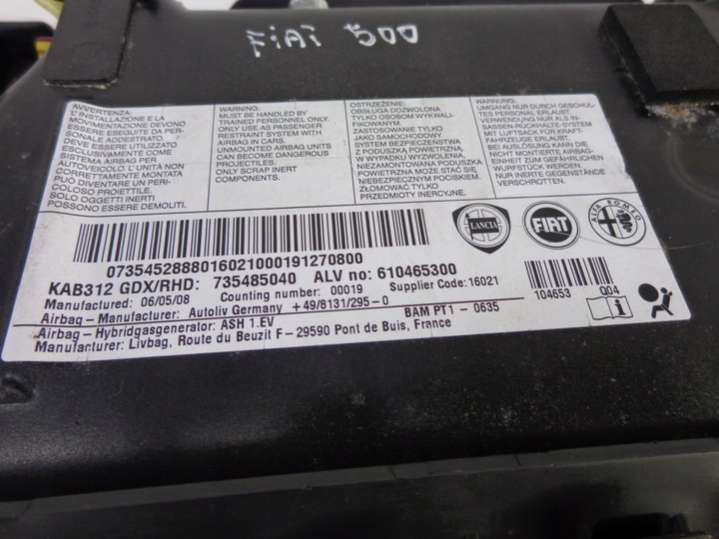 FIAT 500
AVVERTENZA:
L'INSTALLAZIONE E LA
MOVIMENTAZIONE DEVONO
ESSERE ESEGUITE DA PER-
SONALE ADDESTRATO.
DEVE ESSERE UTILIZZATO
ESCLUSIVAMENTE COME
SISTEMA AIRBAG PER
AUTOVEICOLO. L'UNITÀ NON
CORRETTAMENTE MONTATA
PUÒ DIVENTARE UN PERI-
COLOSO PROIETTILE.
SOLO OGGETTI INERTI
POSSONO ESSERE DEMOLITI.
WARNING:
MUST BE HANDLED BY
TRAINED PERSONNEL ONLY.
ONLY USE AS PASSENGER
RESTRAINT SYSTEM WITH
AIRBAG IN CARS.
UNMOUNTED AIRBAG UNITS
CAN BECOME DANGEROUS
PROJECTILES.
ONLY SCRAP INERT
COMPONENTS.
OSTRZEŻENIE:
OBSŁUGA DOZWOLONA
TYLKO OSOBOM WYKWALI-
ZASTOSOWANIE TYLKO
JAKO SAMOCHODOWY
SYSTEM BEZPIECZEŃSTWA
Z PODUSZKĄ POWIETRZNĄ,
W WYPADKU WYZWOLENIA,
NIEZAMONTOWANA PODUSZKA
POWIETRZNA MOŻE STAĆ SIĘ
NIEBEZPIECZNYM POCISKIEM.
ZŁOMOWAĆ TYLKO
PRZEDMIOTY INERCYJNE.
WARNUNG:
UMGANG NUR DURCH GESCHUL-
TES PERSONAL ERLAUBT.
VERWENDUNG NUR ALS IN-
SASSEN-RÜCKHALTE-SYSTEM
MIT LUFTSACK FÜR KRAFT-
FAHRZEUGE ERLAUBT.
BEI AUSLÖSUNG KANN DIE
NICHT MONTIERTE AIRBAG-
EINHEIT ZUM GEFÄHRLICHEN
WURFSTÜCK WERDEN.
NUR INERTE GEGENSTÄNDE
VERSCHROTTEN.
LANCIA
FIAT
ALFA ROMEO
07354528880160210001912708​00
KAB312 GDX/RHD: 735485040 ALV no: 610465300
Manufactured: 06/05/08 Counting number: 00019 Supplier Code: 16021
Airbag - Manufacturer: Autoliv Germany +49/8131/295-0 BAM PT1 - 0635
Airbag - Hybridgasgenerator: ASH 1.EV
Manufacturer: Livbag, Route du Beuzit F - 29590 Pont de Buis, France
104653 004
i